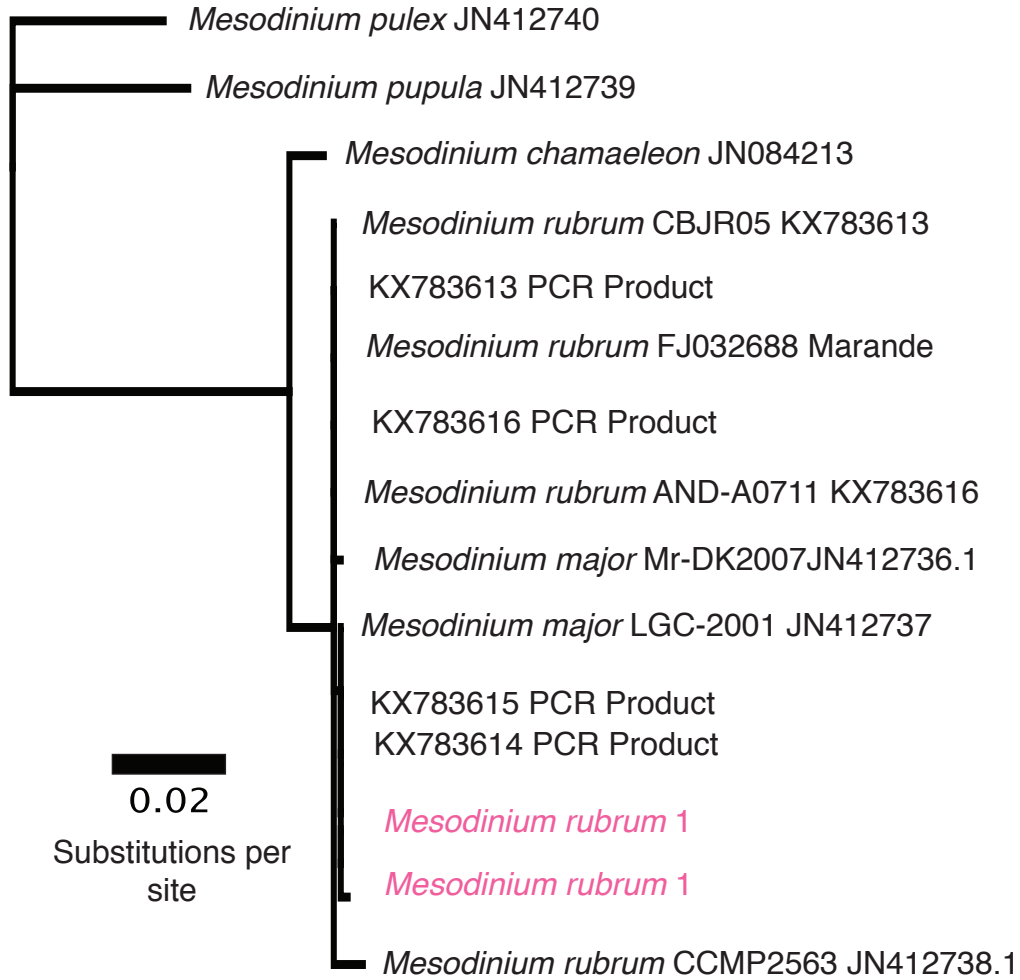 Mesodinium pulex JN412740
Mesodinium pupula JN412739
Mesodinium chamaeleon JN084213
Mesodinium rubrum CBJR05 KX783613
KX783613 PCR Product
Mesodinium rubrum FJ032688 Marande
KX783616 PCR Product
Mesodinium rubrum AND-A0711 KX783616
Mesodinium major Mr-DK2007JN412736.1
Mesodinium major LGC-2001 JN412737
KX783615 PCR Product
KX783614 PCR Product
Mesodinium rubrum 1
Mesodinium rubrum 1
Mesodinium rubrum CCMP2563 JN412738.1
0.02
Substitutions per
site